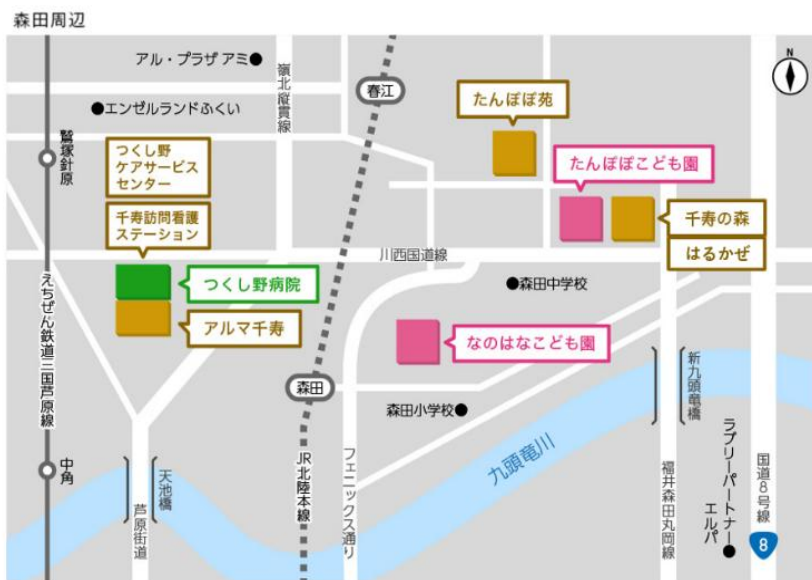 森田周辺
アル・プラザ アミ
エンゼルランドふくい
嶺北縦貫線
春江
たんぽぽ苑
N
鷲塚針原
つくし野
ケアサービス
センター
たんぽぽこども園
千寿訪問看護
ステーション
千寿の森
はるかぜ
川西国道線
えちぜん鉄道三国芦原線
つくし野病院
森田中学校
アルマ千寿
なのはなこども園
新九頭竜橋
森田
森田小学校
ラブリーパートナー
エルパ
中角
天池橋
芦原街道
JR北陸本線
フェニックス通り
九頭竜川
福井森田丸岡線
国道8号線
8